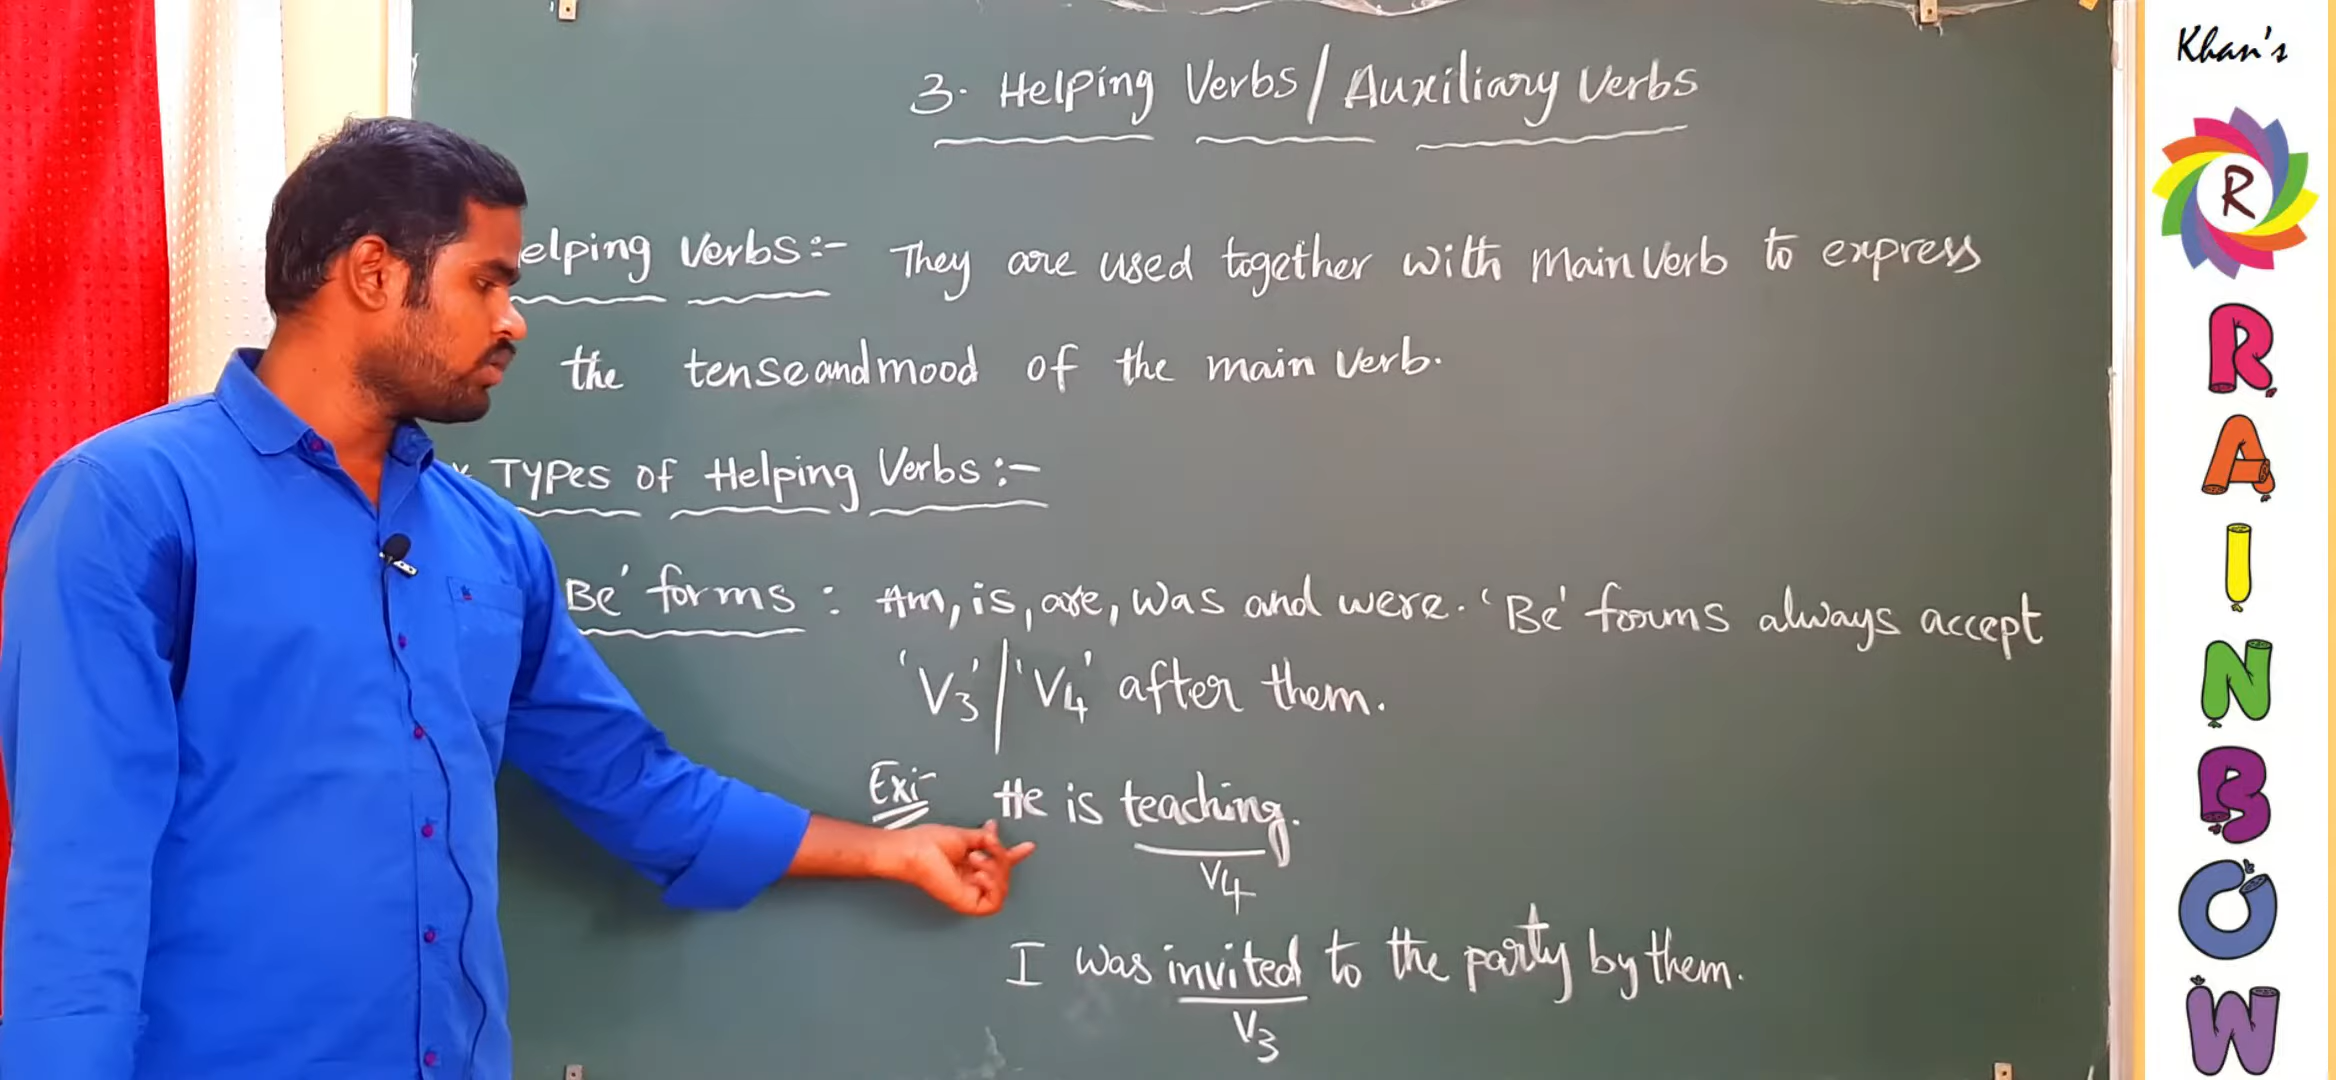 3. Helping Verbs/Auxiliary Verbs
elping Verbs:- They are used together with main verb to express
the tense and mood of the main verb.
* Types of Helping Verbs:-
Be' forms : Am, is, are, was and were. 'Be' forms always accept
'V3'/'V4' after them.
Ex:- He is teaching.
V4
I was invited to the party by them.
V3
Khan's
R
RAINBOW